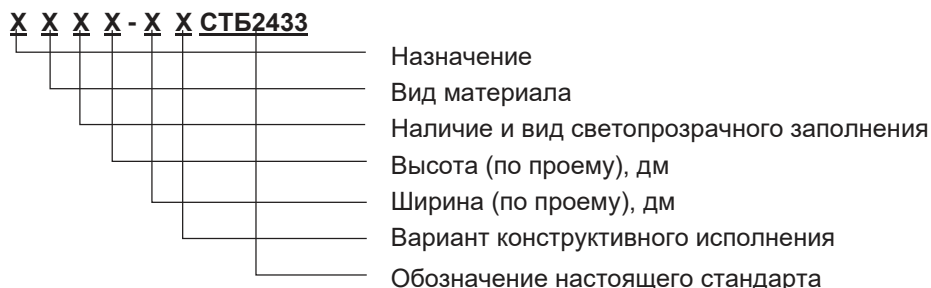 Х Х Х Х - Х Х СТБ2433
Назначение
Вид материала
Наличие и вид светопрозрачного заполнения
Высота (по проему), дм
Ширина (по проему), дм
Вариант конструктивного исполнения
Обозначение настоящего стандарта